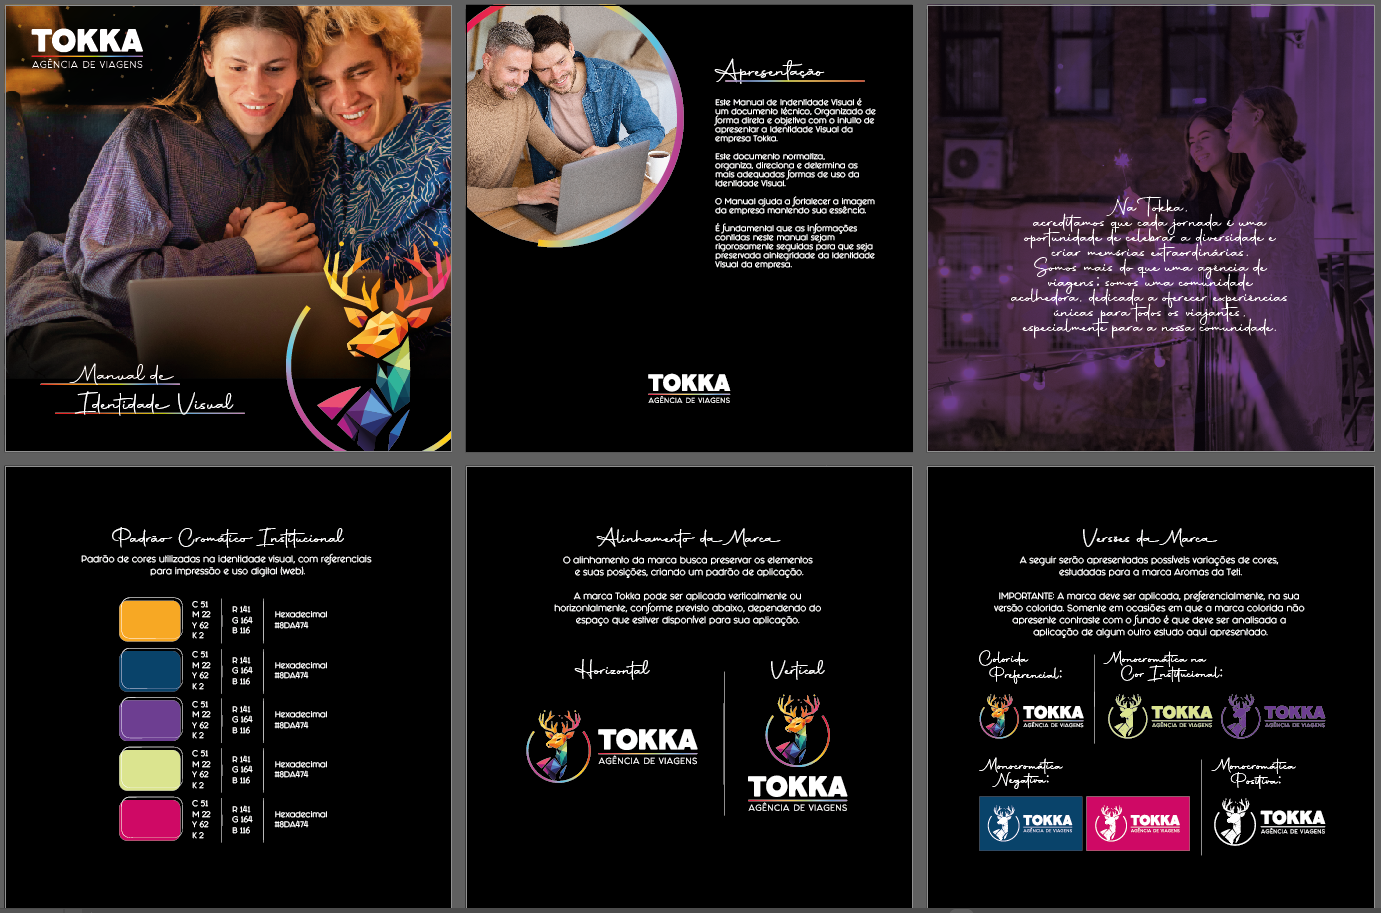 TOKKA
AGÊNCIA DE VIAGENS
Manual de
Identidade Visual
Apresentação
Este Manual de Indentidade Visual é
um documento técnico, Organizado de
forma direta e objetiva com o intuito de
apresentar a Identidade Visual da
empresa Tokka.
Este documento normatiza,
organiza, direciona e determina as
mais adequadas formas de uso da
Identidade Visual.
O Manual ajuda a fortalecer a imagem
da empresa mantendo sua essência.
É fundamental que as informações
contidas neste manual sejam
rigorosamente seguidas para que seja
preservada aintegridade da Identidade
Visual da empresa.
TOKKA
AGÊNCIA DE VIAGENS
Na Tokka,
acreditamos que cada jornada é uma
oportunidade de celebrar a diversidade e
criar memórias extraordinárias.
Somos mais do que uma agência de
viagens; somos uma comunidade
acolhedora, dedicada a oferecer experiências
únicas para todos os viajantes,
especialmente para a nossa comunidade.
Padrão Cromático Institucional
Padrão de cores utilizadas na identidade visual, com referenciais
para impressão e uso digital (web).
C 51
M 22
Y 62
K 2
R 141
G 164
B 116
Hexadecimal
#8DA474
C 51
M 22
Y 62
K 2
R 141
G 164
B 116
Hexadecimal
#8DA474
C 51
M 22
Y 62
K 2
R 141
G 164
B 116
Hexadecimal
#8DA474
C 51
M 22
Y 62
K 2
R 141
G 164
B 116
Hexadecimal
#8DA474
C 51
M 22
Y 62
K 2
R 141
G 164
B 116
Hexadecimal
#8DA474
Alinhamento da Marca
O alinhamento da marca busca preservar os elementos
e suas posições, criando um padrão de aplicação.
A marca Tokka pode ser aplicada verticalmente ou
horizontalmente, conforme previsto abaixo, dependendo do
espaço que estiver disponível para sua aplicação.
Horizontal
TOKKA
AGÊNCIA DE VIAGENS
Vertical
TOKKA
AGÊNCIA DE VIAGENS
Versões da Marca
A seguir serão apresentadas possíveis variações de cores,
estudadas para a marca Aromas da Teti.
IMPORTANTE: A marca deve ser aplicada, preferencialmente, na sua
versão colorida. Somente em ocasiões em que a marca colorida não
apresente contraste com o fundo é que deve ser analisada a
aplicação de algum outro estudo aqui apresentado.
Colorida
Preferencial:
TOKKA
AGÊNCIA DE VIAGENS
Monocromática na
Cor Institucional:
TOKKA
AGÊNCIA DE VIAGENS
TOKKA
AGÊNCIA DE VIAGENS
Monocromática
Negativa:
TOKKA
AGÊNCIA DE VIAGENS
TOKKA
AGÊNCIA DE VIAGENS
Monocromática
Positiva:
TOKKA
AGÊNCIA DE VIAGENS